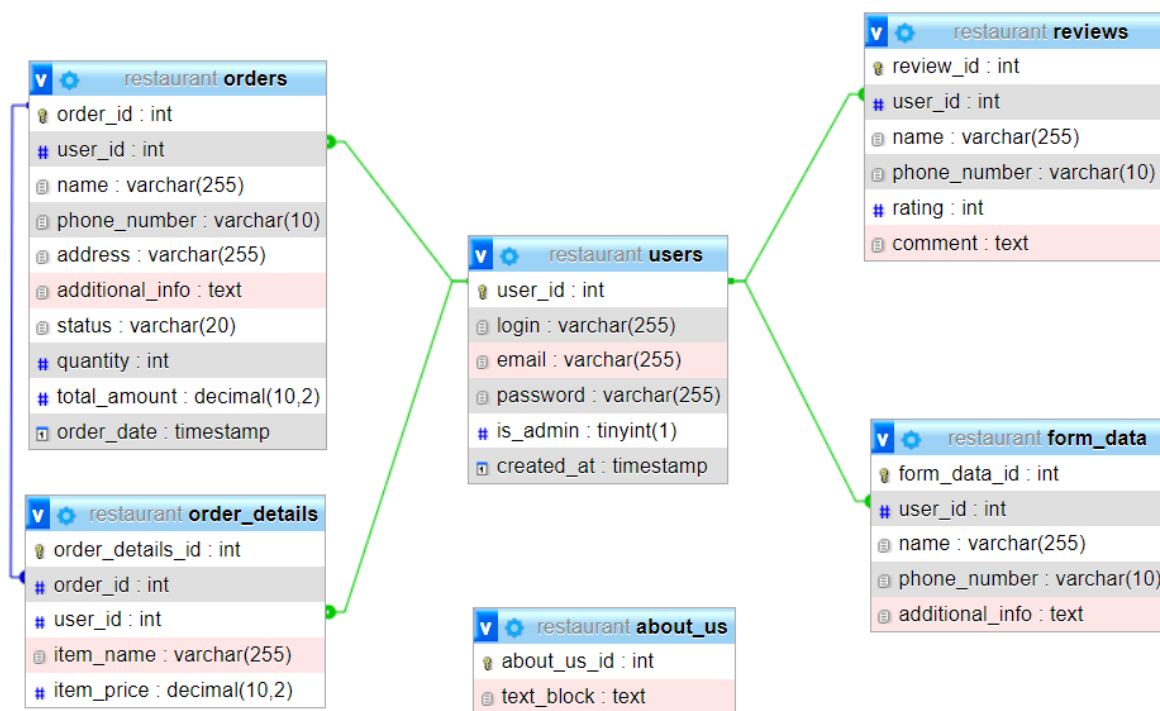 v restaurant orders
order_id : int
user_id : int
name : varchar(255)
phone_number : varchar(10)
address : varchar(255)
additional_info : text
status : varchar(20)
quantity : int
total_amount : decimal(10,2)
order_date : timestamp
v restaurant order_details
order_details_id : int
order_id : int
user_id : int
item_name : varchar(255)
item_price : decimal(10,2)
v restaurant users
user_id : int
login : varchar(255)
email : varchar(255)
password : varchar(255)
is_admin : tinyint(1)
created_at : timestamp
v restaurant about_us
about_us_id : int
text_block : text
v restaurant reviews
review_id : int
user_id : int
name : varchar(255)
phone_number : varchar(10)
rating : int
comment : text
v restaurant form_data
form_data_id : int
user_id : int
name : varchar(255)
phone_number : varchar(10)
additional_info : text